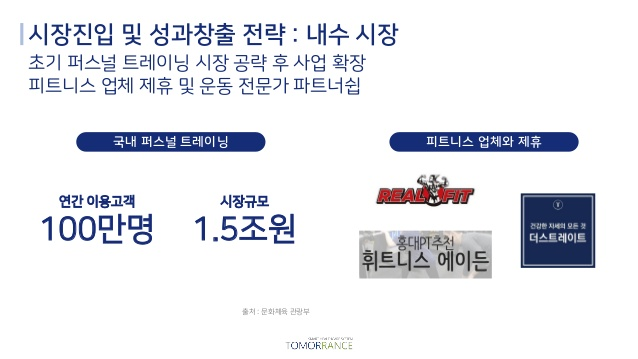 시장진입 및 성과창출 전략 : 내수 시장
초기 퍼스널 트레이닝 시장 공략 후 사업 확장
피트니스 업체 제휴 및 운동 전문가 파트너쉽
국내 퍼스널 트레이닝
피트니스 업체와 제휴
연간 이용고객
100만명
시장규모
1.5조원
REAL FIT
홍대PT추천
휘트니스 에이든
건강한 자세의 모든 것
더스트레이트
출처 : 문화체육 관광부
TOMORRANCE